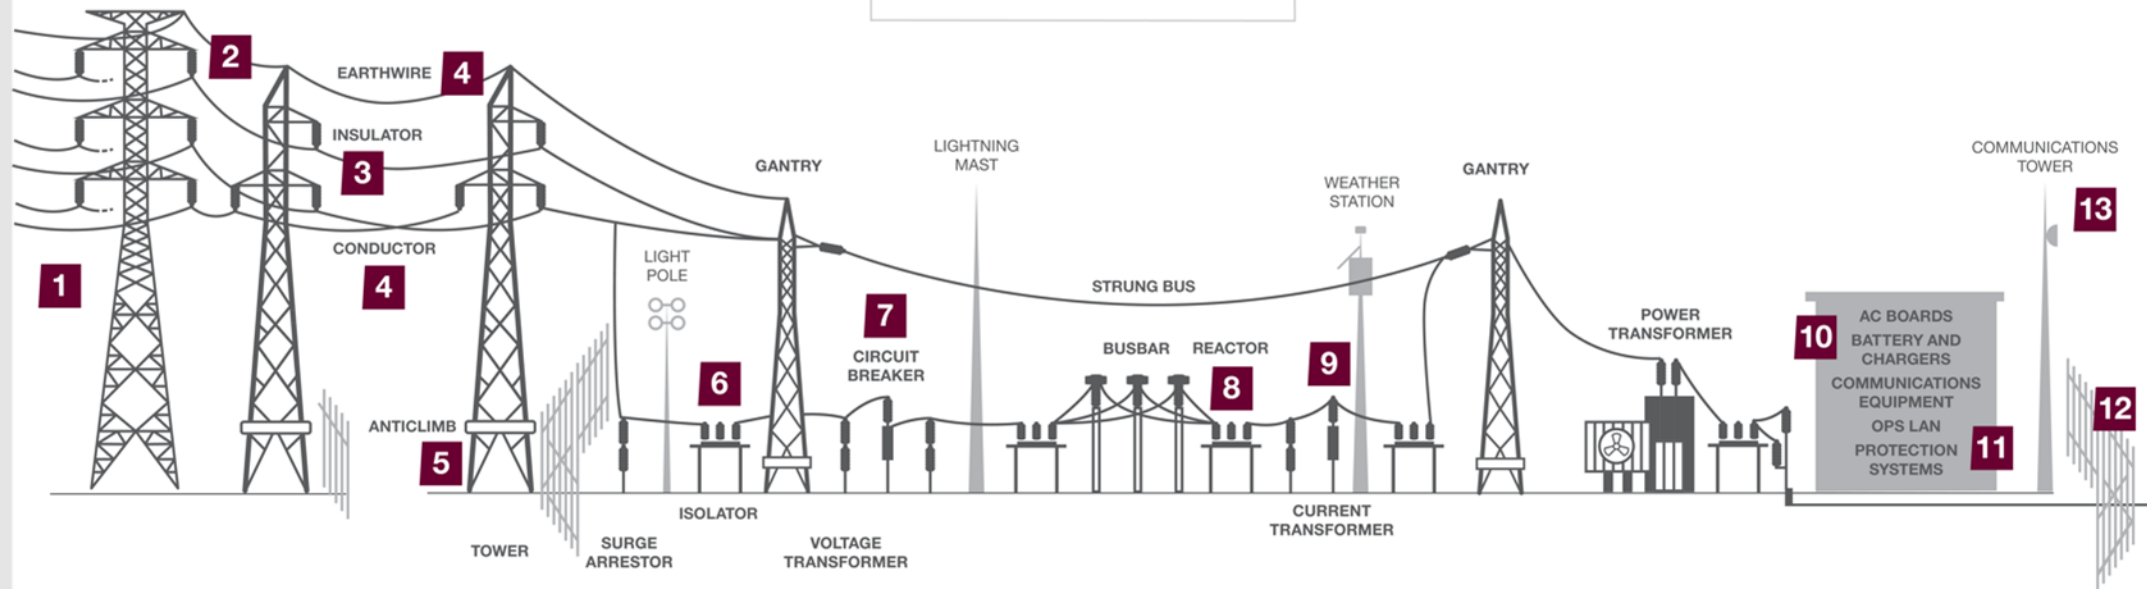 2
EARTHWIRE
4
INSULATOR
3
CONDUCTOR
4
1
ANTICLIMB
5
TOWER
LIGHT
POLE
SURGE
ARRESTOR
6
ISOLATOR
GANTRY
7
CIRCUIT
BREAKER
VOLTAGE
TRANSFORMER
LIGHTNING
MAST
STRUNG BUS
BUSBAR
REACTOR
8
9
WEATHER
STATION
CURRENT
TRANSFORMER
GANTRY
POWER
TRANSFORMER
10
AC BOARDS
BATTERY AND
CHARGERS
COMMUNICATIONS
EQUIPMENT
OPS LAN
PROTECTION
SYSTEMS
11
COMMUNICATIONS
TOWER
13
12